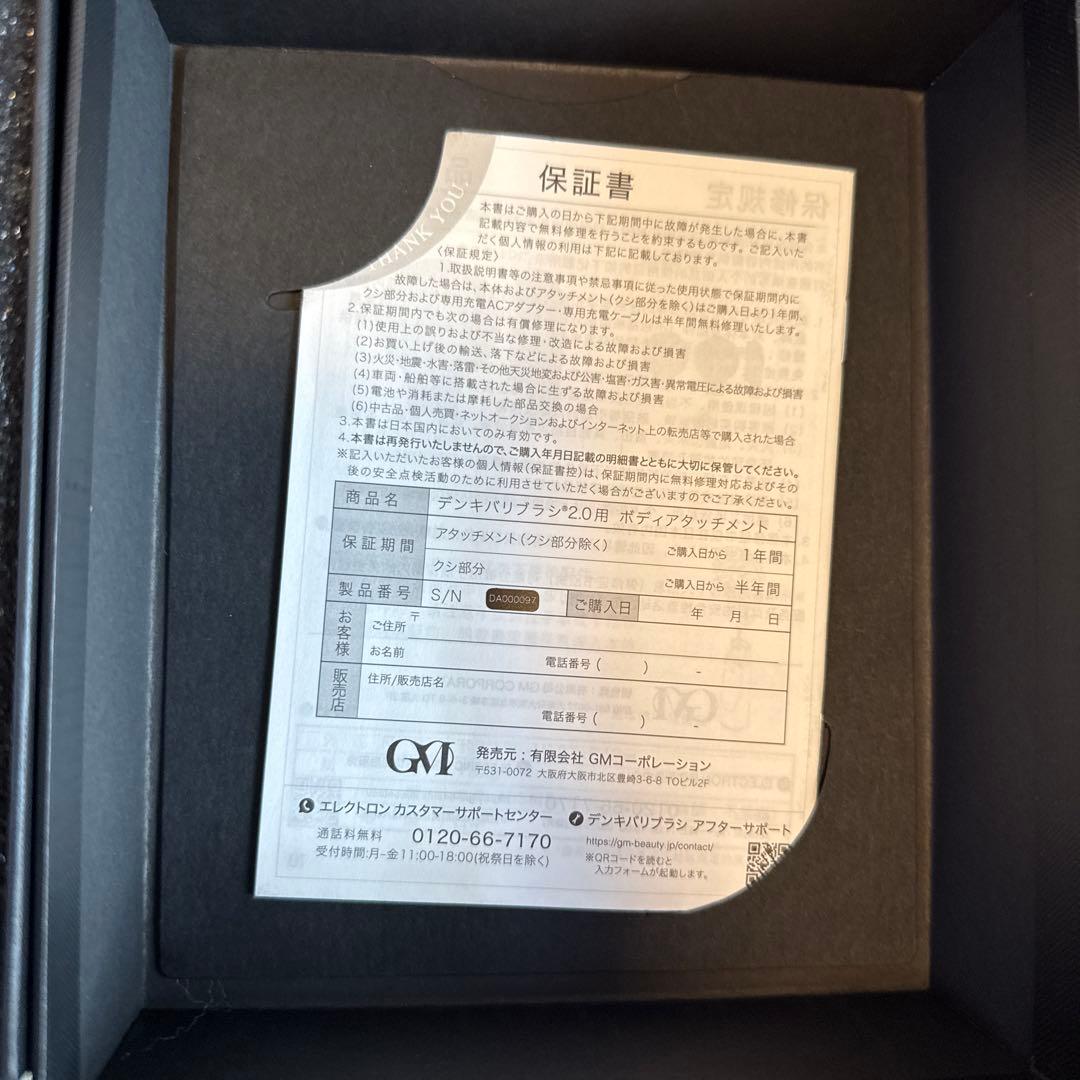 THANK YOU.
保証書
本書はご購入の日から下記期間中に故障が発生した場合に、本書
記載内容で無料修理を行うことを約束するものです。ご記入いた
だく個人情報の利用は下記に記載しております。
〈保証規定〉
1.取扱説明書等の注意事項や禁忌事項に従った使用状態で保証期間内に
故障した場合は、本体およびアタッチメント(クシ部分を除く)はご購入日より1年間、
クシ部分および専用充電ACアダプター・専用充電ケーブルは半年間無料修理いたします。
2.保証期間内でも次の場合は有償修理になります。
(1)使用上の誤りおよび不当な修理・改造による故障および損害
(2)お買い上げ後の輸送、落下などによる故障および損害
(3)火災・地震・水害・落雷・その他天災地変および公害・塩害・ガス害・異常電圧による故障および損害
(4)車両・船舶等に搭載された場合に生ずる故障および損害
(5)電池や消耗または摩耗した部品交換の場合
(6)中古品・個人売買・ネットオークションおよびインターネット上の転売店等で購入された場合
3.本書は日本国内においてのみ有効です。
4.本書は再発行いたしませんので、ご購入年月日記載の明細書とともに大切に保管してください。
※記入いただいたお客様の個人情報(保証書控)は、保証期間内に無料修理対応およびその
後の安全点検活動のために利用させていただく場合がございますのでご了承ください。
商品名 デンキバリブラシ®2.0用 ボディアタッチメント
保証期間 アタッチメント(クシ部分除く) ご購入日から 1年間
クシ部分 ご購入日から 半年間
製品番号 S/N DA000097 ご購入日 年 月 日
お客様 ご住所 〒
お名前 電話番号 ( ) -
販売店 住所/販売店名
電話番号 ( ) -
GM 発売元:有限会社 GMコーポレーション
〒531-0072 大阪府大阪市北区豊崎3-6-8 TOビル2F
エレクトロン カスタマーサポートセンター
通話料無料 0120-66-7170
受付時間:月–金11:00-18:00(祝祭日を除く)
デンキバリブラシ アフターサポート
https://gm-beauty.jp/contact/
※QRコードを読むと
入力フォームが起動します。